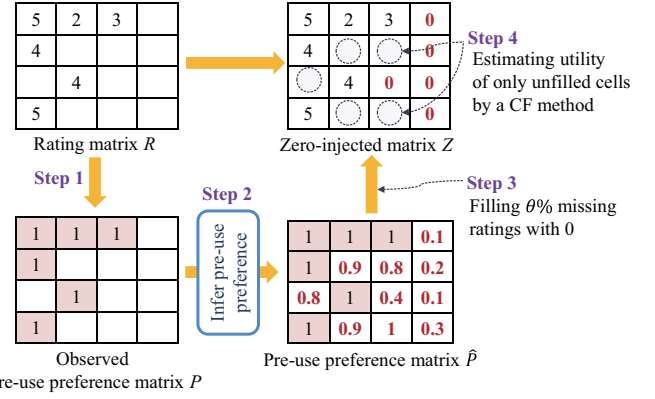 5 2 3
4
4
5
Rating matrix R
5 2 3 0
4 0
4 0 0
5 0
Zero-injected matrix Z
Step 4
Estimating utility
of only unfilled cells
by a CF method
Step 1
Step 2
Infer pre-use
preference
Step 3
Filling θ% missing
ratings with 0
1 1 1
1
1
1
Observed
re-use preference matrix P
1 1 1 0.1
1 0.9 0.8 0.2
0.8 1 0.4 0.1
1 0.9 1 0.3
Pre-use preference matrix P̂